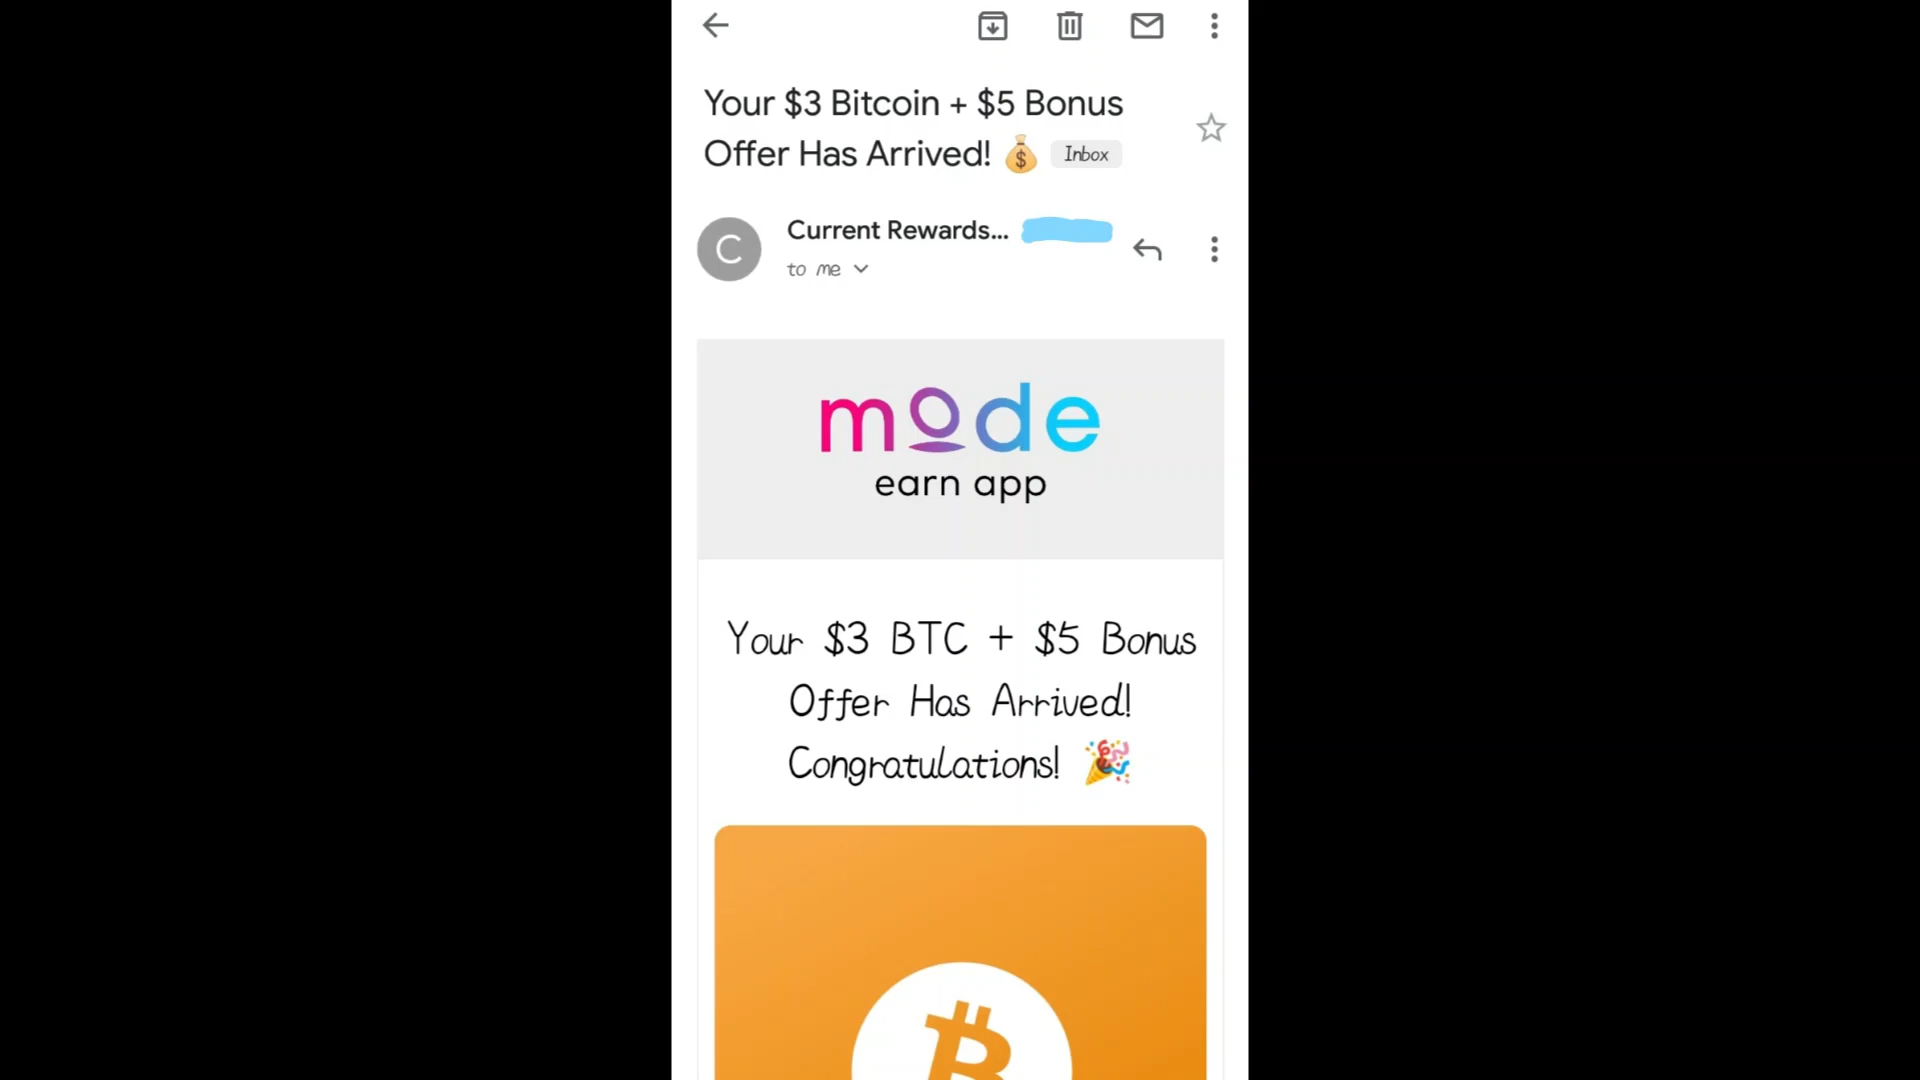 Your $3 Bitcoin + $5 Bonus
Offer Has Arrived! 💰 Inbox
C
Current Rewards...
to me
mode
earn app
Your $3 BTC + $5 Bonus
Offer Has Arrived!
Congratulations! 🎉